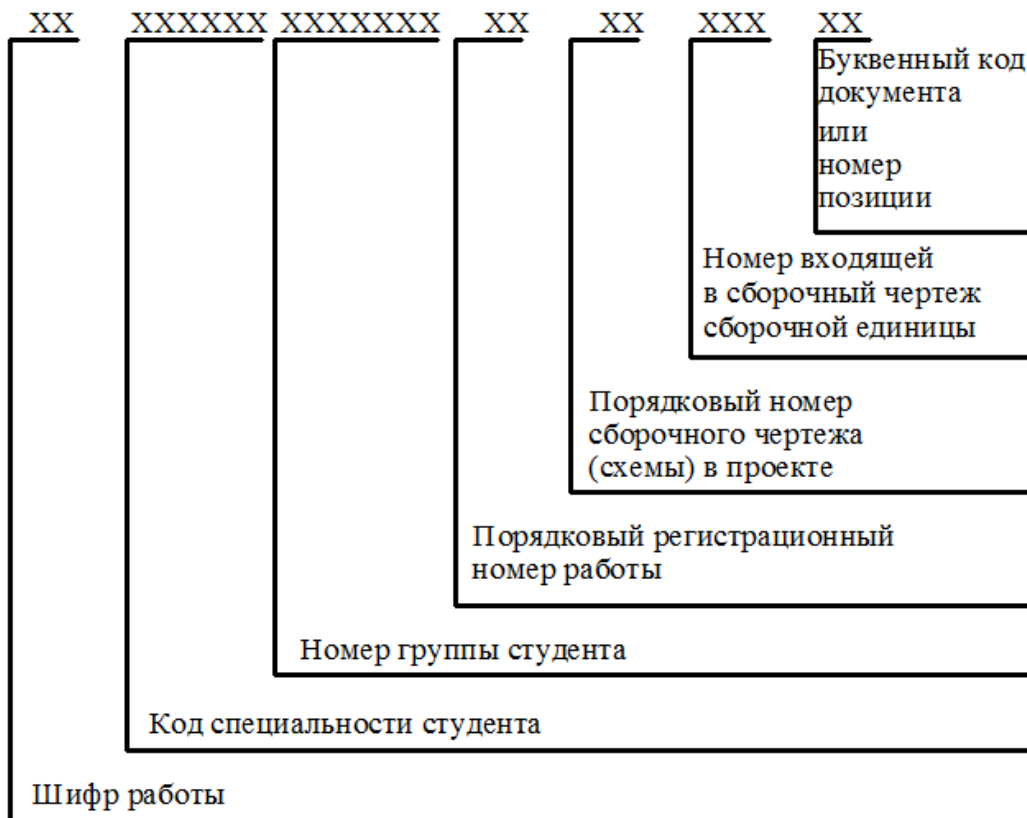 XX XXXXXX XXXXXXX XX XX XXX XX
Буквенный код
документа
или
номер
позиции
Номер входящей
в сборочный чертеж
сборочной единицы
Порядковый номер
сборочного чертежа
(схемы) в проекте
Порядковый регистрационный
номер работы
Номер группы студента
Код специальности студента
Шифр работы